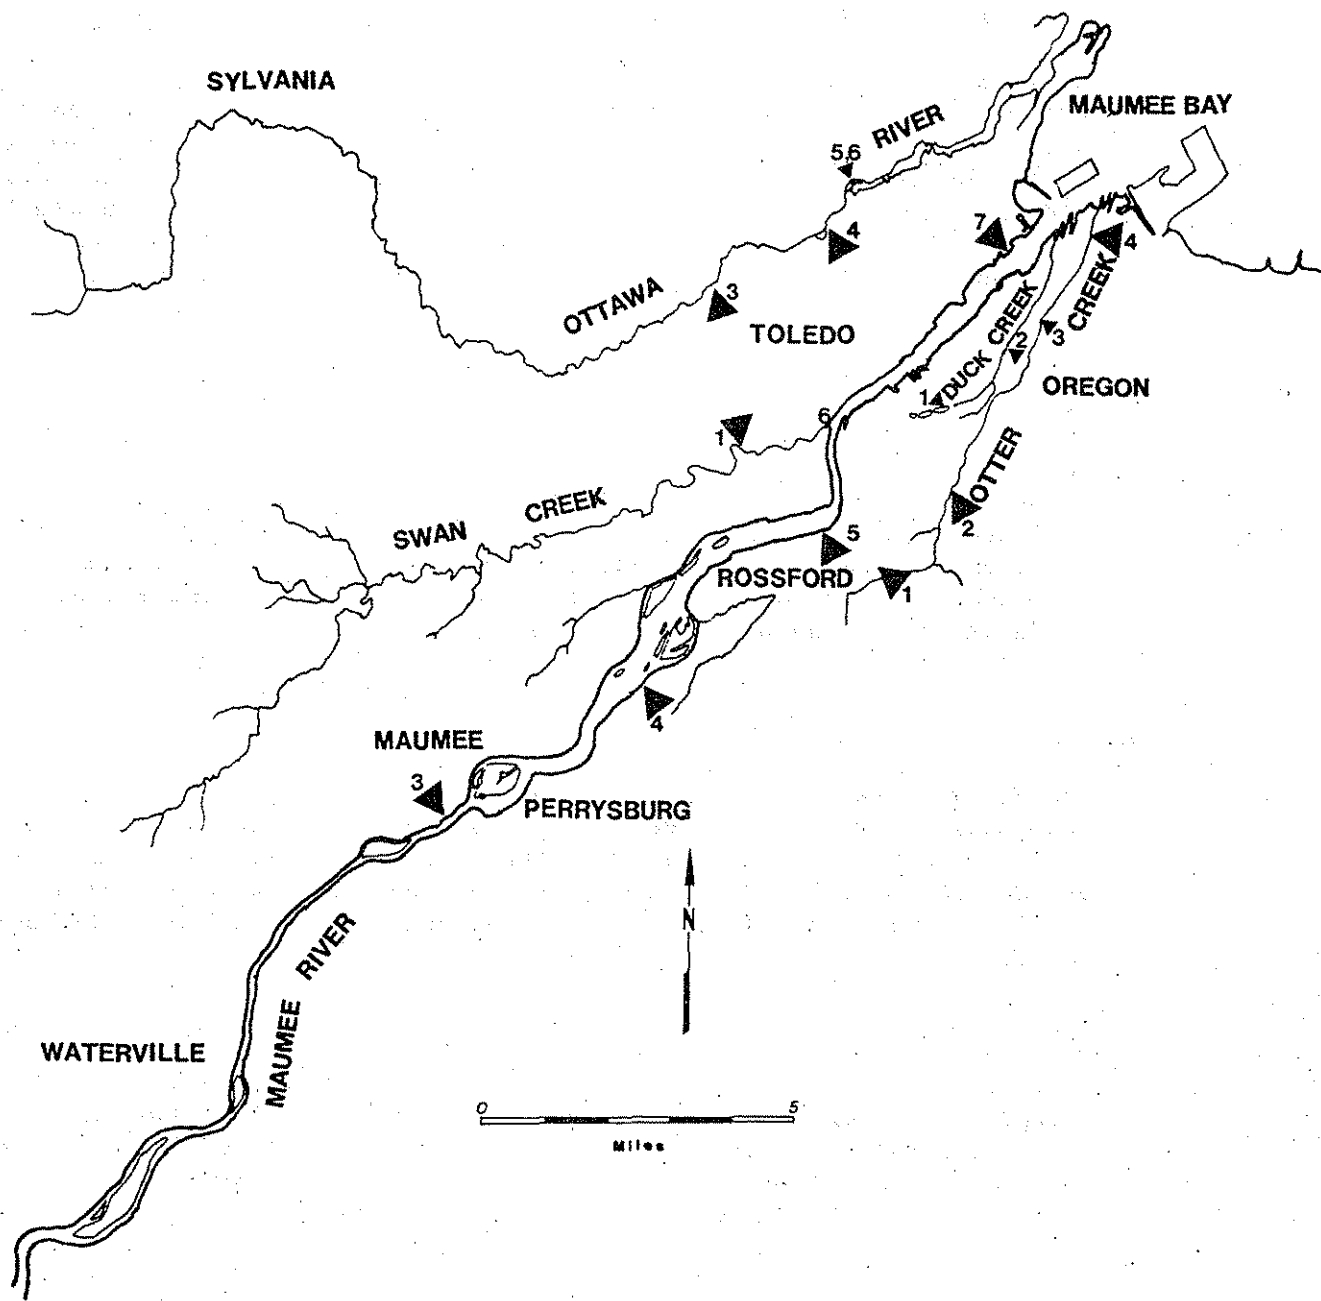 SYLVANIA
MAUMEE BAY
RIVER
5,6
4
7
4
3
OTTAWA
TOLEDO
CREEK
3
2
DUCK CREEK
1
OREGON
6
1
OTTER
2
SWAN CREEK
5
ROSSFORD
1
4
MAUMEE
3
PERRYSBURG
N
MAUMEE RIVER
WATERVILLE
0 5
Miles